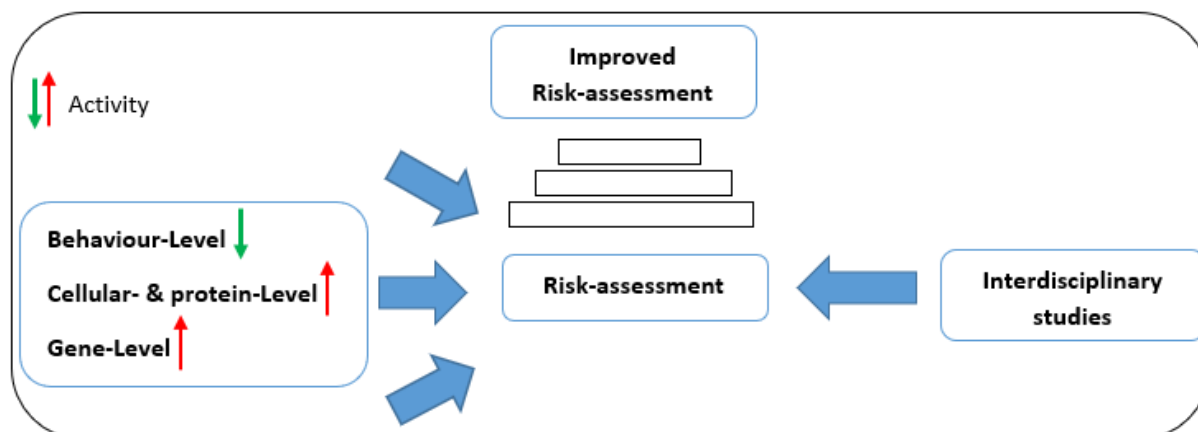 Improved
Risk-assessment
Activity
Behaviour-Level
Cellular- & protein-Level
Gene-Level
Risk-assessment
Interdisciplinary
studies